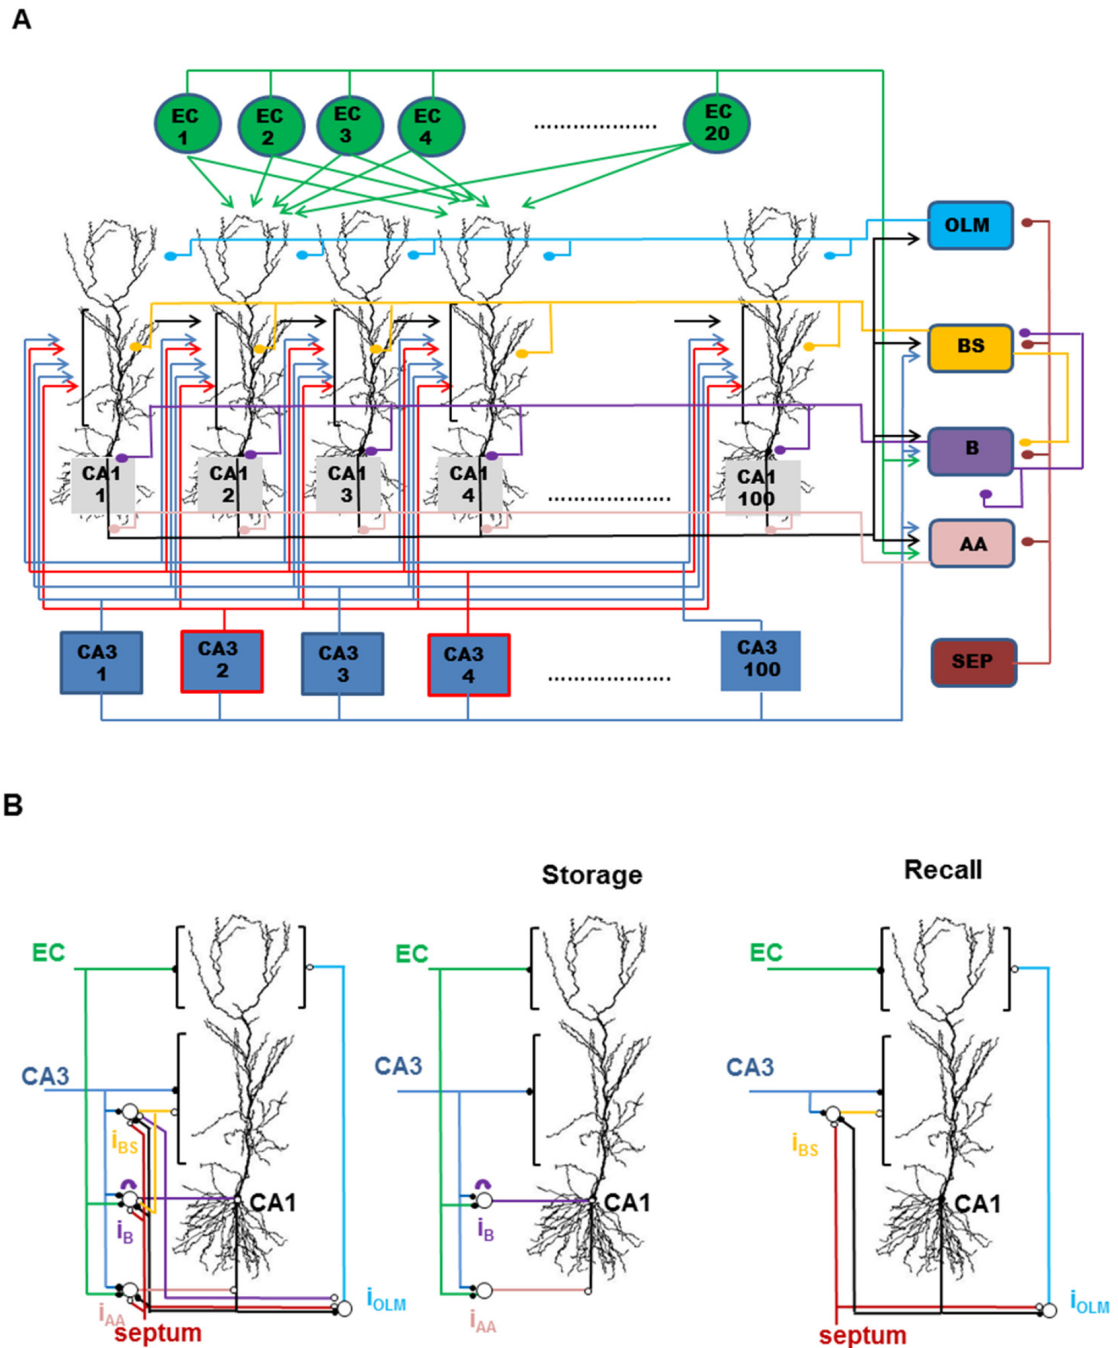 A
EC 1
EC 2
EC 3
EC 4
EC 20
OLM
BS
B
AA
SEP
CA1 1
CA1 2
CA1 3
CA1 4
CA1 100
CA3 1
CA3 2
CA3 3
CA3 4
CA3 100
B
Storage
Recall
EC
CA3
iBS
iB
iAA
septum
CA1
iOLM
EC
CA3
iB
iAA
CA1
EC
CA3
iBS
CA1
septum
iOLM